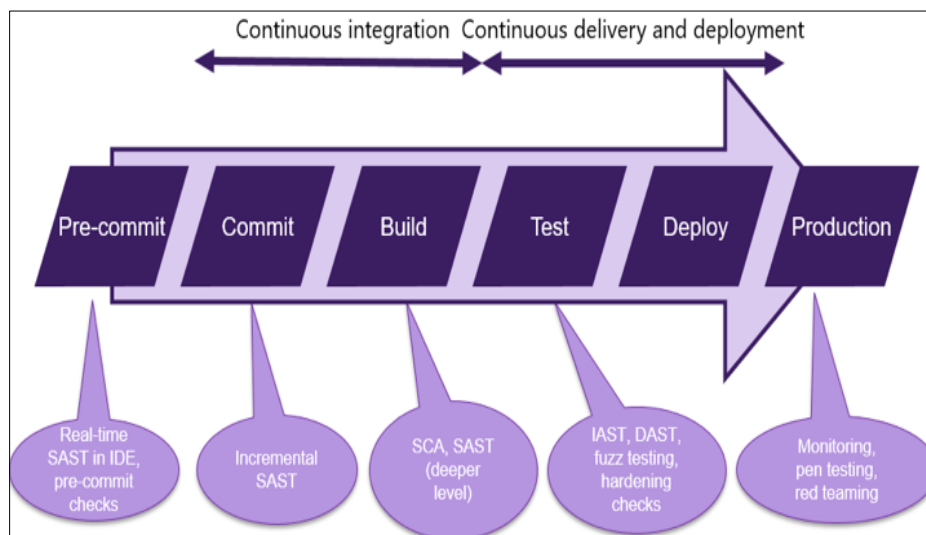 Continuous integration
Continuous delivery and deployment
Pre-commit
Commit
Build
Test
Deploy
Production
Real-time
SAST in IDE,
pre-commit
checks
Incremental
SAST
SCA, SAST
(deeper
level)
IAST, DAST,
fuzz testing,
hardening
checks
Monitoring,
pen testing,
red teaming